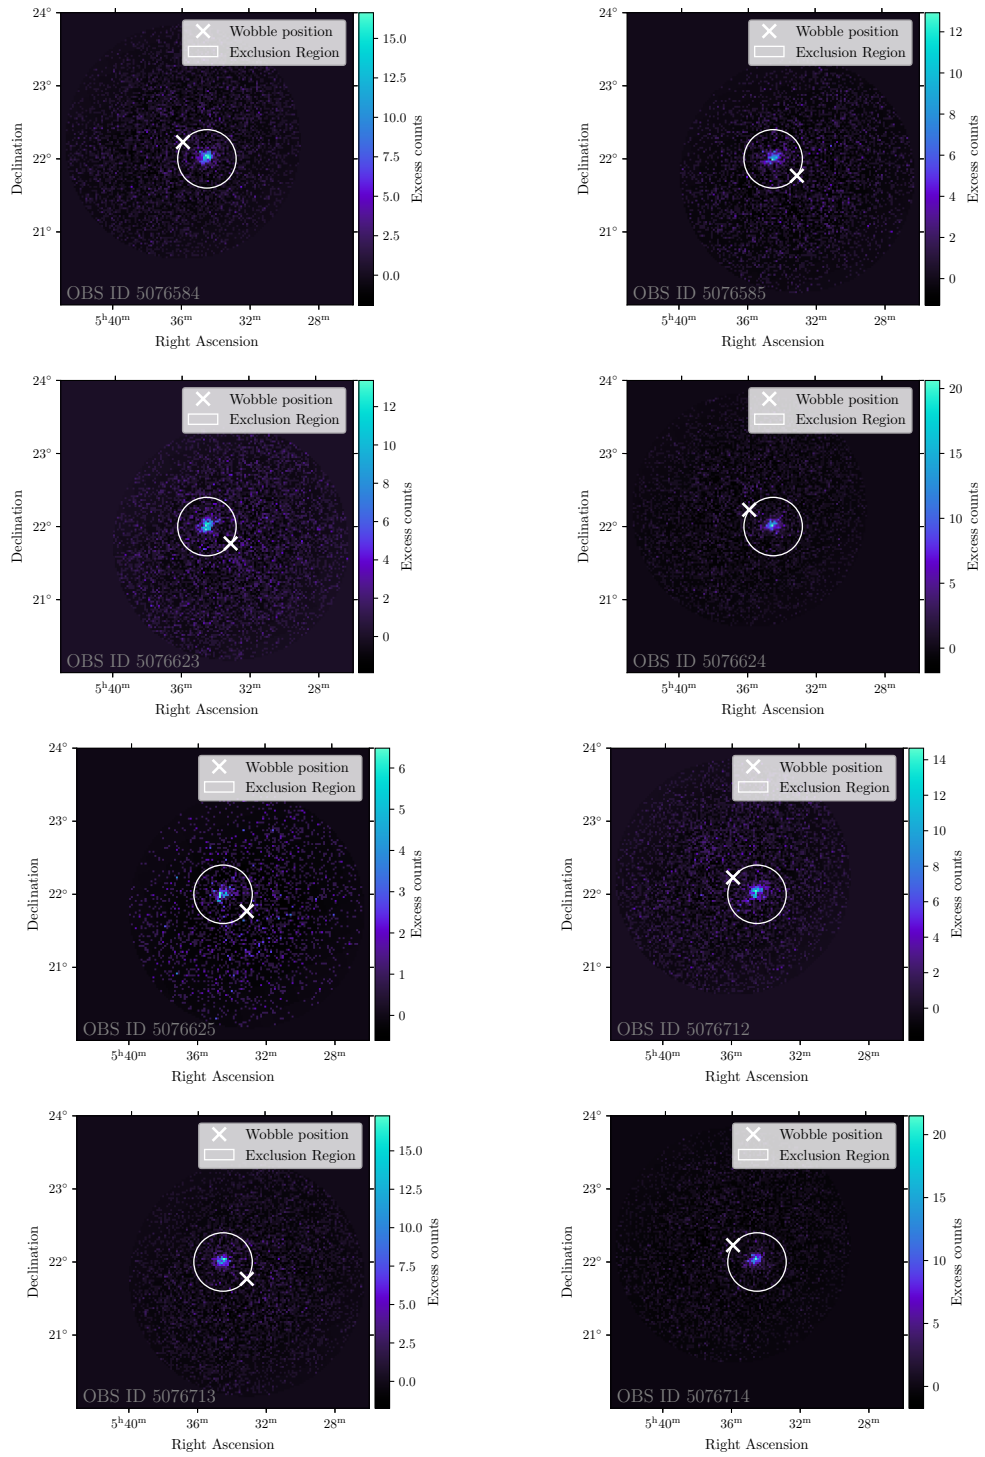 24°
23°
22°
21°
Declination
Wobble position
Exclusion Region
OBS ID 5076584
5h40m 36m 32m 28m
Right Ascension
15.0
12.5
10.0
7.5
5.0
2.5
0.0
Excess counts
24°
23°
22°
21°
Declination
Wobble position
Exclusion Region
OBS ID 5076585
5h40m 36m 32m 28m
Right Ascension
12
10
8
6
4
2
0
Excess counts
24°
23°
22°
21°
Declination
Wobble position
Exclusion Region
OBS ID 5076623
5h40m 36m 32m 28m
Right Ascension
12
10
8
6
4
2
0
Excess counts
24°
23°
22°
21°
Declination
Wobble position
Exclusion Region
OBS ID 5076624
5h40m 36m 32m 28m
Right Ascension
20
15
10
5
0
Excess counts
24°
23°
22°
21°
Declination
Wobble position
Exclusion Region
OBS ID 5076625
5h40m 36m 32m 28m
Right Ascension
6
5
4
3
2
1
0
Excess counts
24°
23°
22°
21°
Declination
Wobble position
Exclusion Region
OBS ID 5076712
5h40m 36m 32m 28m
Right Ascension
14
12
10
8
6
4
2
0
Excess counts
24°
23°
22°
21°
Declination
Wobble position
Exclusion Region
OBS ID 5076713
5h40m 36m 32m 28m
Right Ascension
15.0
12.5
10.0
7.5
5.0
2.5
0.0
Excess counts
24°
23°
22°
21°
Declination
Wobble position
Exclusion Region
OBS ID 5076714
5h40m 36m 32m 28m
Right Ascension
20
15
10
5
0
Excess counts